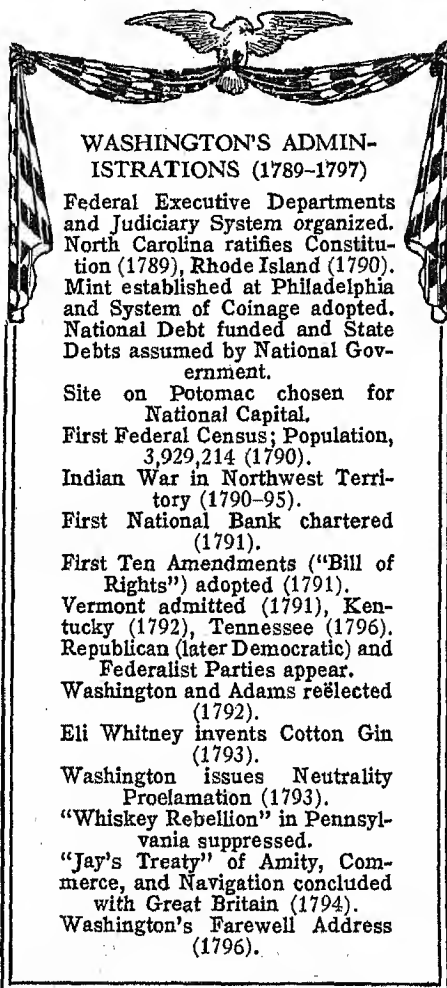 WASHINGTON'S ADMIN-
ISTRATIONS (1789–1797)
Federal Executive Departments
and Judiciary System organized.
North Carolina ratifies Constitu-
tion (1789), Rhode Island (1790).
Mint established at Philadelphia
and System of Coinage adopted.
National Debt funded and State
Debts assumed by National Gov-
ernment.
Site on Potomac chosen for
National Capital.
First Federal Census; Population,
3,929,214 (1790).
Indian War in Northwest Terri-
tory (1790–95).
First National Bank chartered
(1791).
First Ten Amendments ("Bill of
Rights") adopted (1791).
Vermont admitted (1791), Ken-
tucky (1792), Tennessee (1796).
Republican (later Democratic) and
Federalist Parties appear.
Washington and Adams reëlected
(1792).
Eli Whitney invents Cotton Gin
(1793).
Washington issues Neutrality
Proclamation (1793).
"Whiskey Rebellion" in Pennsyl-
vania suppressed.
"Jay's Treaty" of Amity, Com-
merce, and Navigation concluded
with Great Britain (1794).
Washington's Farewell Address
(1796).